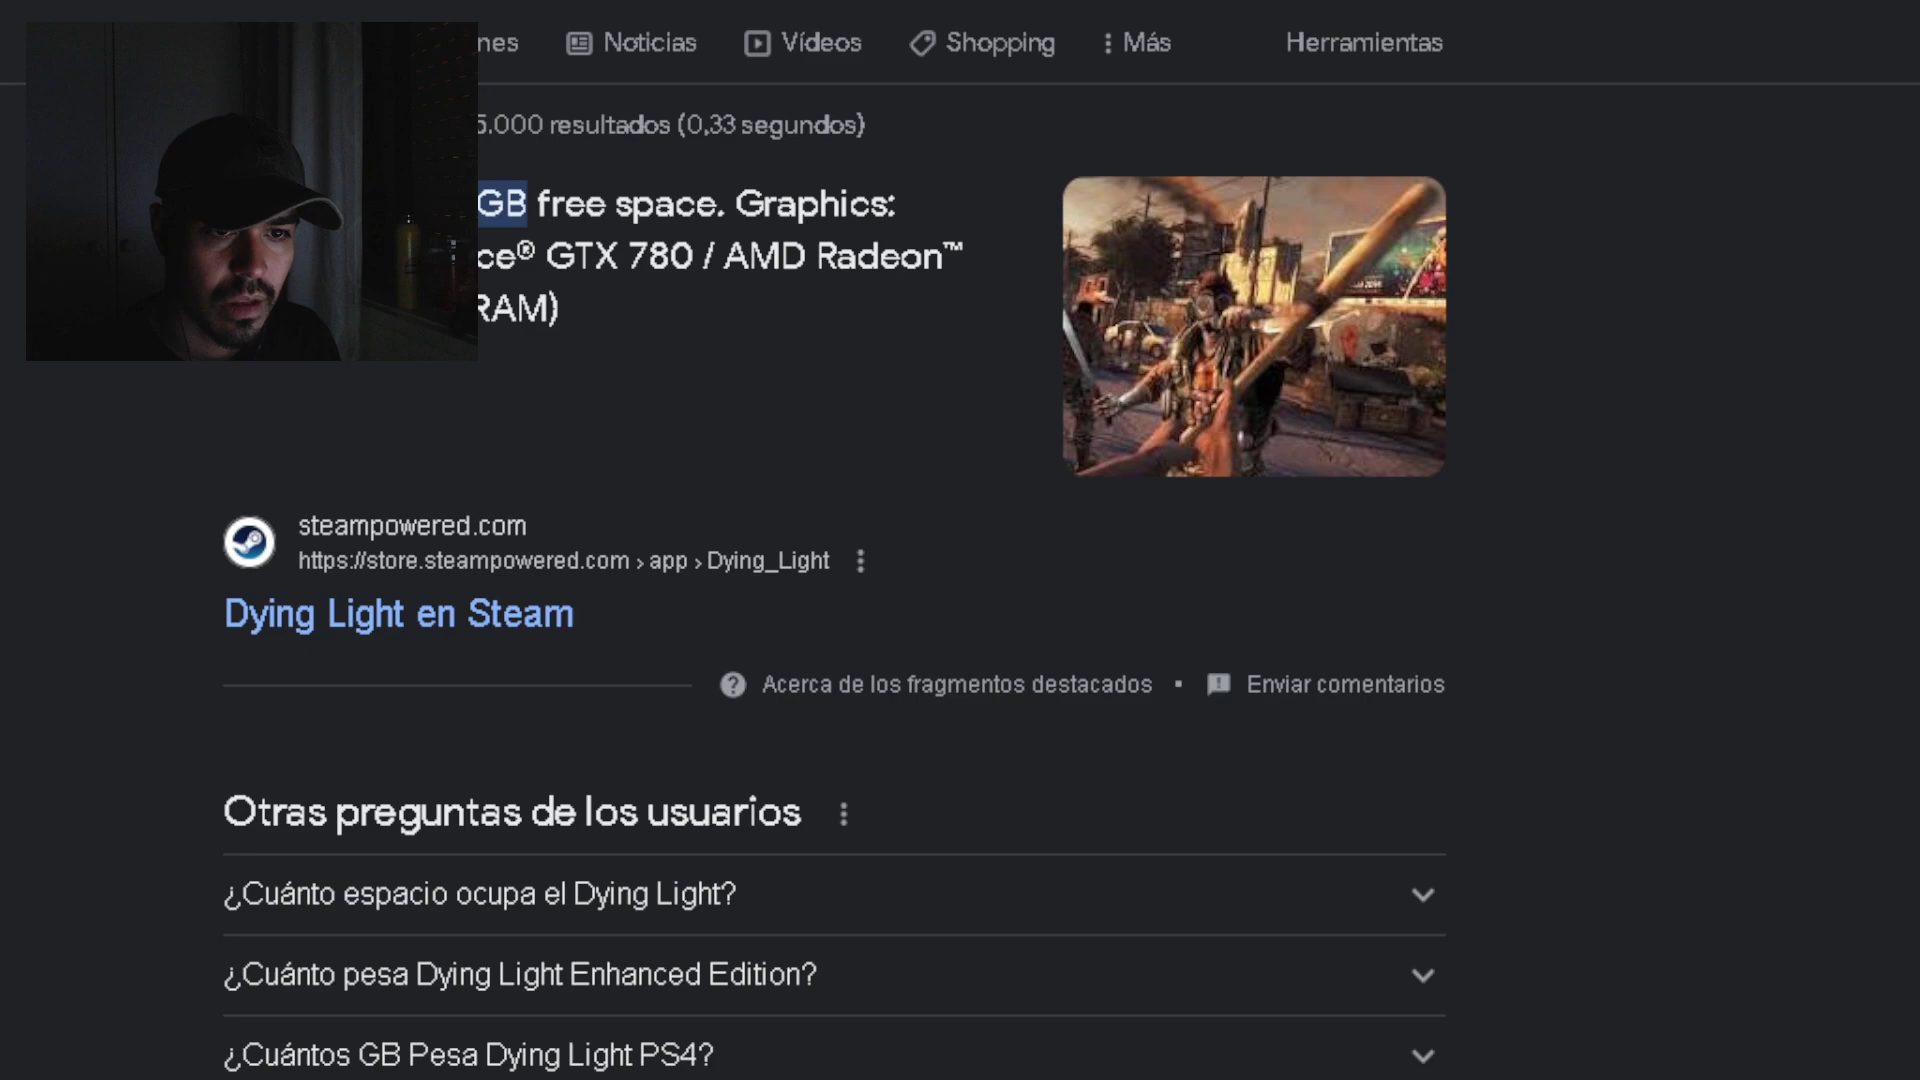 nes Noticias Vídeos Shopping Más Herramientas
5.000 resultados (0,33 segundos)
GB free space. Graphics:
ce® GTX 780 / AMD Radeon™
RAM)
steampowered.com
https://store.steampowered.com › app › Dying_Light
Dying Light en Steam
Acerca de los fragmentos destacados ▪ Enviar comentarios
Otras preguntas de los usuarios
¿Cuánto espacio ocupa el Dying Light?
¿Cuánto pesa Dying Light Enhanced Edition?
¿Cuántos GB Pesa Dying Light PS4?